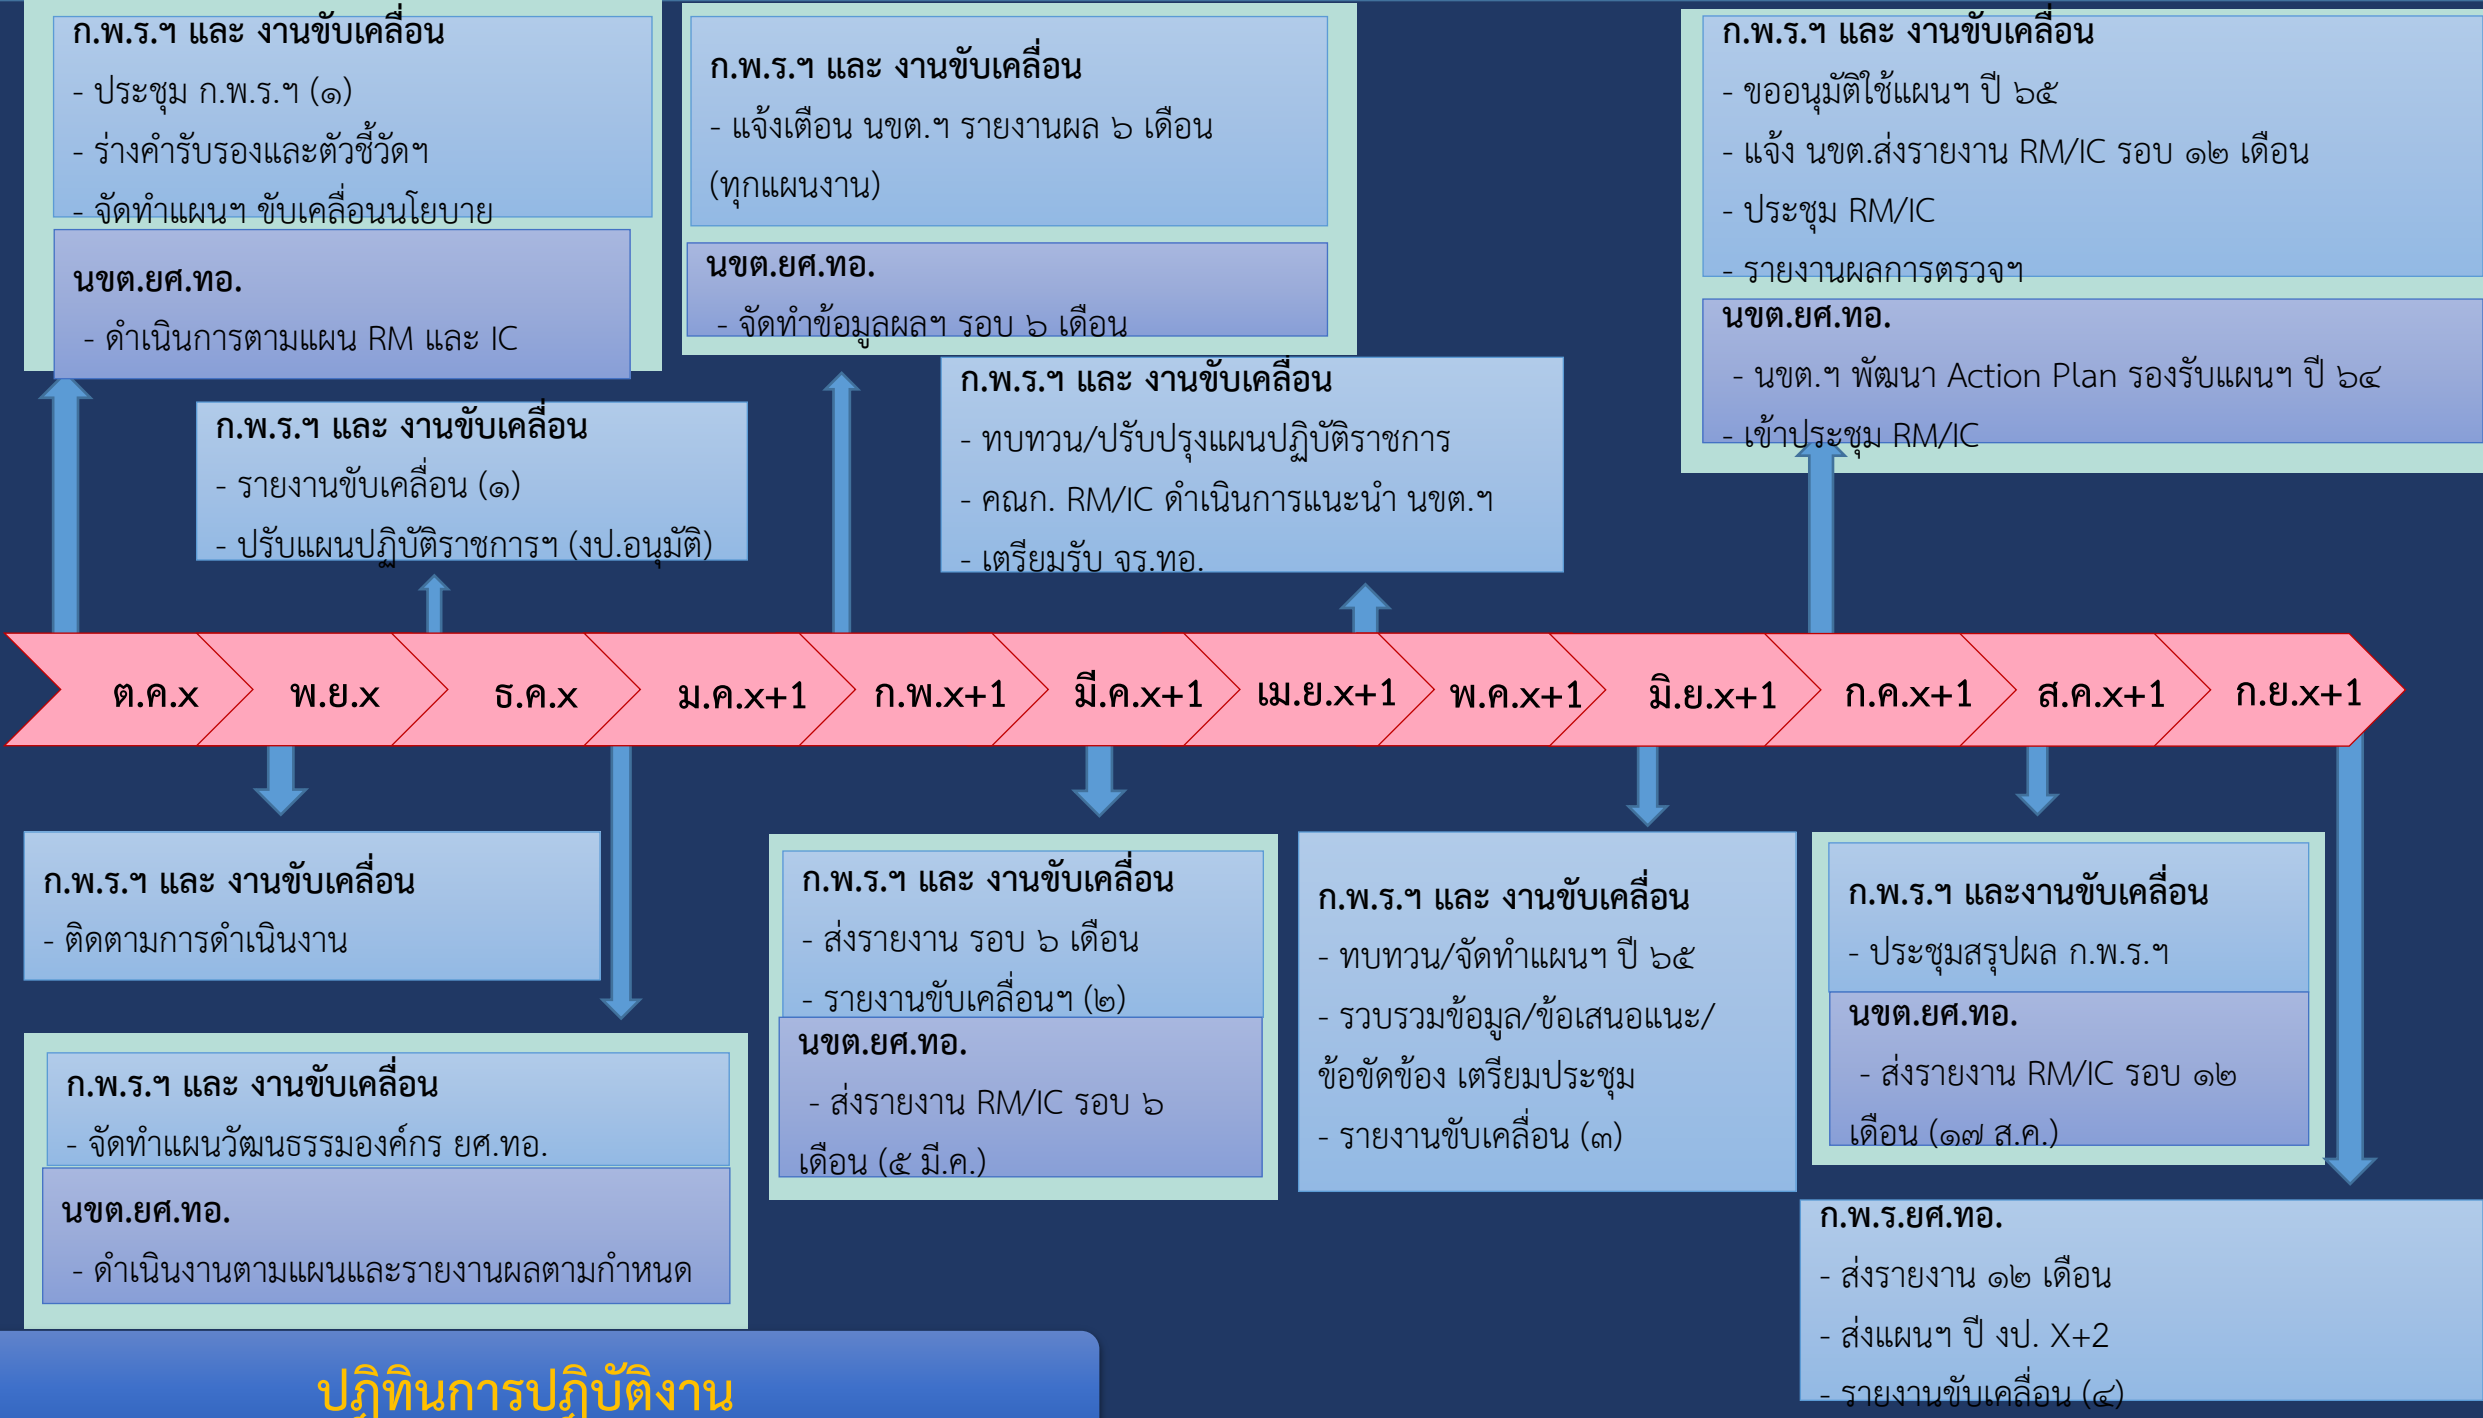 ก.พ.ร.ฯ และ งานขับเคลื่อน
- ประชุม ก.พ.ร.ฯ (๑)
- ร่างคำรับรองและตัวชี้วัดฯ
- จัดทำแผนฯ ขับเคลื่อนนโยบาย
นขต.ยศ.ทอ.
- ดำเนินการตามแผน RM และ IC
ก.พ.ร.ฯ และ งานขับเคลื่อน
- แจ้งเตือน นขต.ฯ รายงานผล ๖ เดือน
(ทุกแผนงาน)
นขต.ยศ.ทอ.
- จัดทำข้อมูลผลฯ รอบ ๖ เดือน
ก.พ.ร.ฯ และ งานขับเคลื่อน
- ขออนุมัติใช้แผนฯ ปี ๖๕
- แจ้ง นขต.ส่งรายงาน RM/IC รอบ ๑๒ เดือน
- ประชุม RM/IC
- รายงานผลการตรวจฯ
นขต.ยศ.ทอ.
- นขต.ฯ พัฒนา Action Plan รองรับแผนฯ ปี ๖๔
- เข้าประชุม RM/IC
ก.พ.ร.ฯ และ งานขับเคลื่อน
- รายงานขับเคลื่อน (๑)
- ปรับแผนปฏิบัติราชการฯ (งป.อนุมัติ)
ก.พ.ร.ฯ และ งานขับเคลื่อน
- ทบทวน/ปรับปรุงแผนปฏิบัติราชการ
- คณก. RM/IC ดำเนินการแนะนำ นขต.ฯ
- เตรียมรับ จร.ทอ.
ต.ค.x พ.ย.x ธ.ค.x ม.ค.x+1 ก.พ.x+1 มี.ค.x+1 เม.ย.x+1 พ.ค.x+1 มิ.ย.x+1 ก.ค.x+1 ส.ค.x+1 ก.ย.x+1
ก.พ.ร.ฯ และ งานขับเคลื่อน
- ติดตามการดำเนินงาน
ก.พ.ร.ฯ และ งานขับเคลื่อน
- จัดทำแผนวัฒนธรรมองค์กร ยศ.ทอ.
นขต.ยศ.ทอ.
- ดำเนินงานตามแผนและรายงานผลตามกำหนด
ก.พ.ร.ฯ และ งานขับเคลื่อน
- ส่งรายงาน รอบ ๖ เดือน
- รายงานขับเคลื่อนฯ (๒)
นขต.ยศ.ทอ.
- ส่งรายงาน RM/IC รอบ ๖
เดือน (๕ มี.ค.)
ก.พ.ร.ฯ และ งานขับเคลื่อน
- ทบทวน/จัดทำแผนฯ ปี ๖๕
- รวบรวมข้อมูล/ข้อเสนอแนะ/
ข้อขัดข้อง เตรียมประชุม
- รายงานขับเคลื่อน (๓)
ก.พ.ร.ฯ และงานขับเคลื่อน
- ประชุมสรุปผล ก.พ.ร.ฯ
นขต.ยศ.ทอ.
- ส่งรายงาน RM/IC รอบ ๑๒
เดือน (๑๗ ส.ค.)
ก.พ.ร.ยศ.ทอ.
- ส่งรายงาน ๑๒ เดือน
- ส่งแผนฯ ปี งป. X+2
- รายงานขับเคลื่อน (๔)
ปฏิทินการปฏิบัติงาน